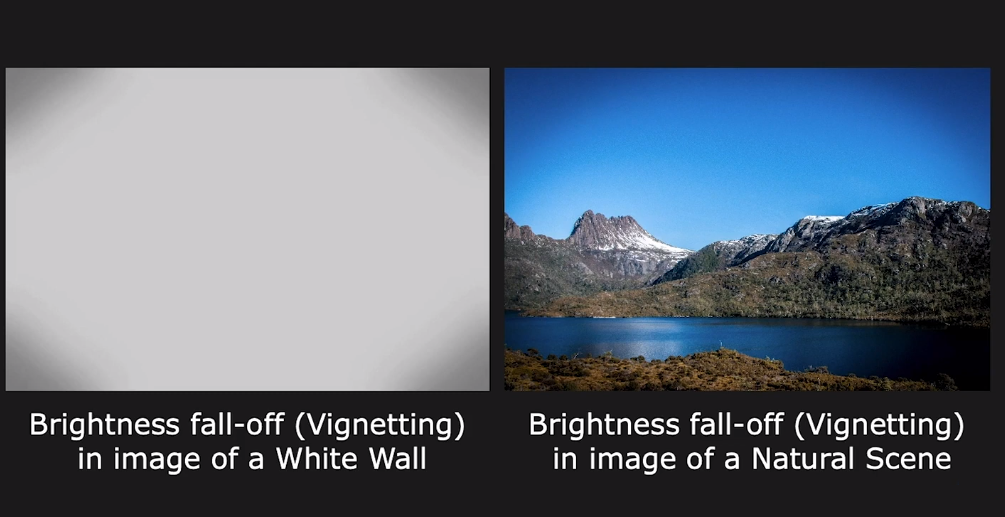 Brightness fall-off (Vignetting)
in image of a White Wall
Brightness fall-off (Vignetting)
in image of a Natural Scene